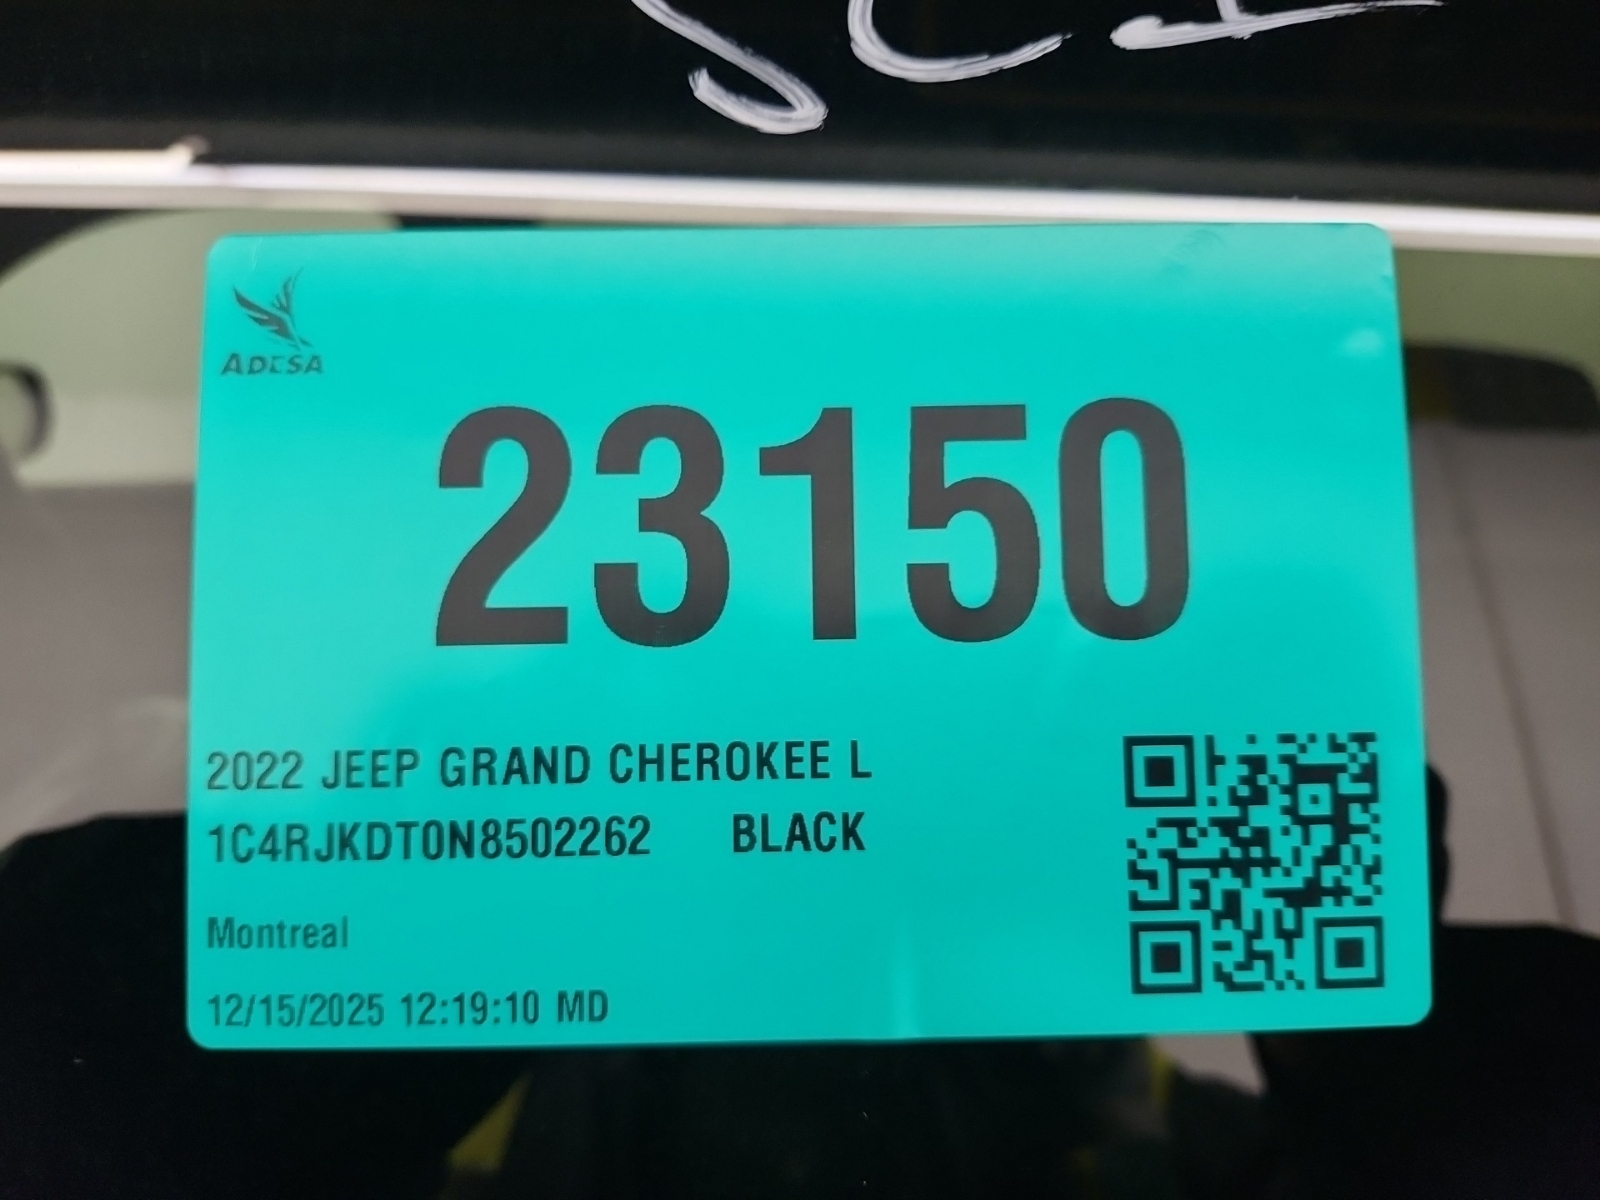 ADESA
23150
2022 JEEP GRAND CHEROKEE L
1C4RJKDT0N8502262 BLACK
Montreal
12/15/2025 12:19:10 MD